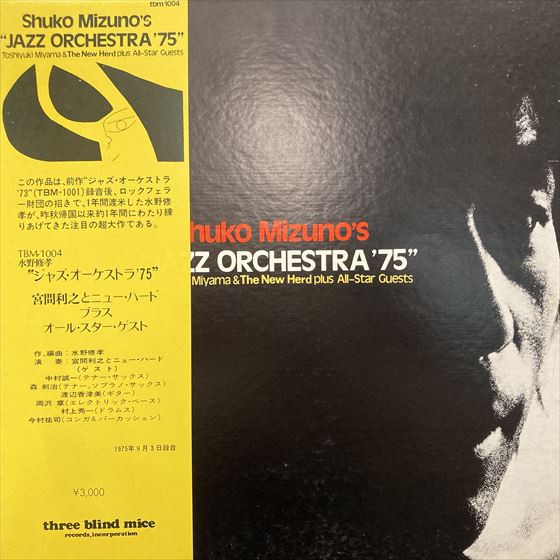 tbm1004
Shuko Mizuno's
"JAZZ ORCHESTRA '75"
Toshiyuki Miyama & The New Herd plus All-Star Guests
この作品は、前作“ジャズ・オーケストラ
'73”(TBM-1001)録音後、ロックフェラ
ー財団の招きで、1年間渡米した水野修
孝が、昨秋帰国以来約1年間にわたり練
りあげてきた注目の超大作である。
TBM-1004
水野修孝
“ジャズ・オーケストラ'75”
宮間利之とニュー・ハード
プラス
オール・スター・ゲスト
作、編曲:水野修孝
演 奏:宮間利之とニュー・ハード
(ゲ スト)
中村誠一(テナー・サックス)
森 剣治(テナー、ソプラノ・サックス)
渡辺香津美(ギター)
岡沢 章(エレクトリック・ベース)
村上秀一(ドラムス)
今村祐司(コンガ&パーカッション)
1975年9月3日録音
¥3,000
three blind mice
records, incorporation
huko Mizuno's
ZZ ORCHESTRA '75"
Miyama & The New Herd plus All-Star Guests